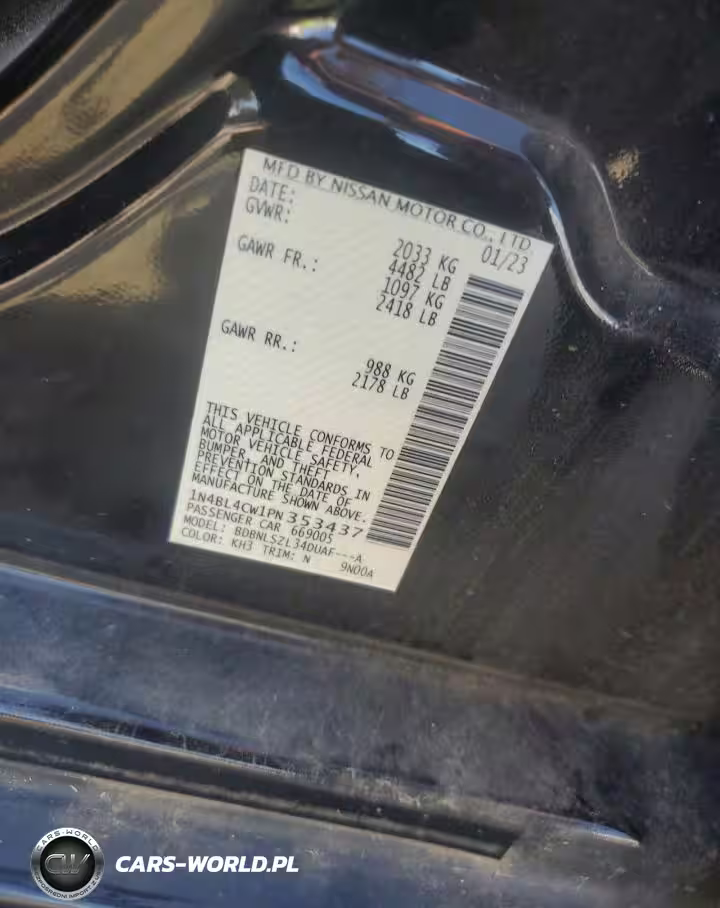 MFD BY NISSAN MOTOR CO., LTD
DATE: 01/23
GVWR: 2033 KG
4482 LB
GAWR FR.: 1097 KG
2418 LB
GAWR RR.: 988 KG
2178 LB
THIS VEHICLE CONFORMS TO
ALL APPLICABLE FEDERAL
MOTOR VEHICLE SAFETY,
BUMPER, AND THEFT
PREVENTION STANDARDS IN
EFFECT ON THE DATE OF
MANUFACTURE SHOWN ABOVE.
1N4BL4CW1PN353437
PASSENGER CAR 669005
MODEL: BDBNLSZL34DUAF---A
COLOR: KH3 TRIM: N 9N00A
CARS-WORLD
CW
CARS-WORLD.PL